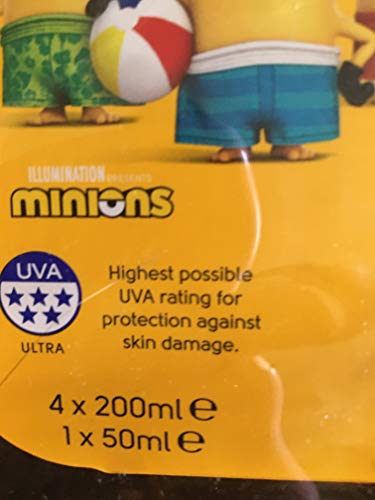 ILLUMINATION PRESENTS
minions
UVA
ULTRA
Highest possible
UVA rating for
protection against
skin damage.
4 x 200ml ℮
1 x 50ml ℮